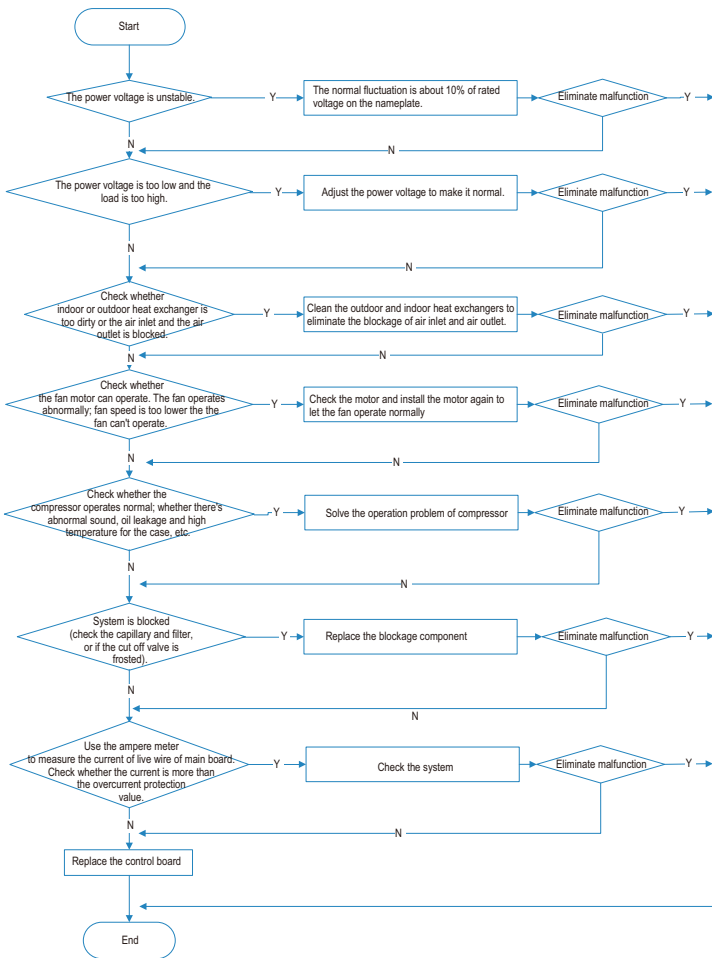 Start
The power voltage is unstable.
Y
The normal fluctuation is about 10% of rated
voltage on the nameplate.
Eliminate malfunction
Y
N
N
The power voltage is too low and the
load is too high.
Y
Adjust the power voltage to make it normal.
Eliminate malfunction
Y
N
N
Check whether
indoor or outdoor heat exchanger is
too dirty or the air inlet and the air
outlet is blocked.
Y
Clean the outdoor and indoor heat exchangers to
eliminate the blockage of air inlet and air outlet.
Eliminate malfunction
Y
N
N
Check whether
the fan motor can operate. The fan operates
abnormally; fan speed is too lower the the
fan can't operate.
Y
Check the motor and install the motor again to
let the fan operate normally
Eliminate malfunction
Y
N
N
Check whether the
compressor operates normal; whether there's
abnormal sound, oil leakage and high
temperature for the case, etc.
Y
Solve the operation problem of compressor
Eliminate malfunction
Y
N
N
System is blocked
(check the capillary and filter,
or if the cut off valve is
frosted).
Y
Replace the blockage component
Eliminate malfunction
Y
N
N
Use the ampere meter
to measure the current of live wire of main board.
Check whether the current is more than
the overcurrent protection
value.
Y
Check the system
Eliminate malfunction
Y
N
N
Replace the control board
End